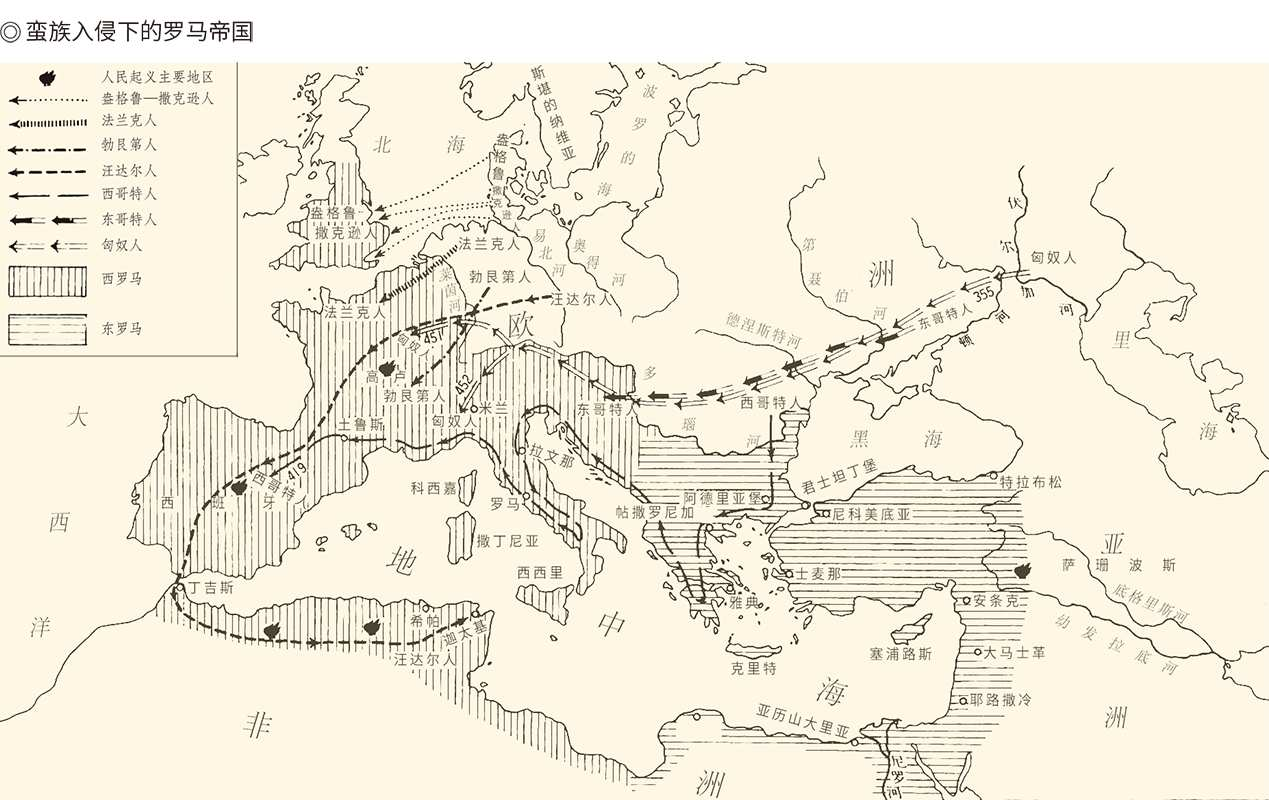 ◎ 蛮族入侵下的罗马帝国
人民起义主要地区
盎格鲁—撒克逊人
法兰克人
勃艮第人
汪达尔人
西哥特人
东哥特人
匈奴人
西罗马
东罗马
斯堪的纳维亚
波罗的海
北海
盎格鲁
撒克逊人
盎格鲁
撒克逊人
法兰克人
易北河
奥得河
莱茵河
勃艮第人
汪达尔人
法兰克人
欧
洲
第聂伯河
伏尔加河
匈奴人
355
东哥特人
顿河
里海
德涅斯特河
匈奴人
451
高卢
勃艮第人
452
米兰
匈奴人
东哥特人
多瑙河
西哥特人
黑海
大西洋
土鲁斯
419
西哥特人
西班牙
拉文那
科西嘉
罗马
撒丁尼亚
西西里
阿德里亚堡
君士坦丁堡
帖撒罗尼加
尼科美底亚
特拉布松
士麦那
雅典
克里特
地中海
丁吉斯
希帕
迦太基
汪达尔人
安条克
塞浦路斯
大马士革
耶路撒冷
亚历山大里亚
尼罗河
萨珊波斯
底格里斯河
幼发拉底河
亚
洲
非
洲